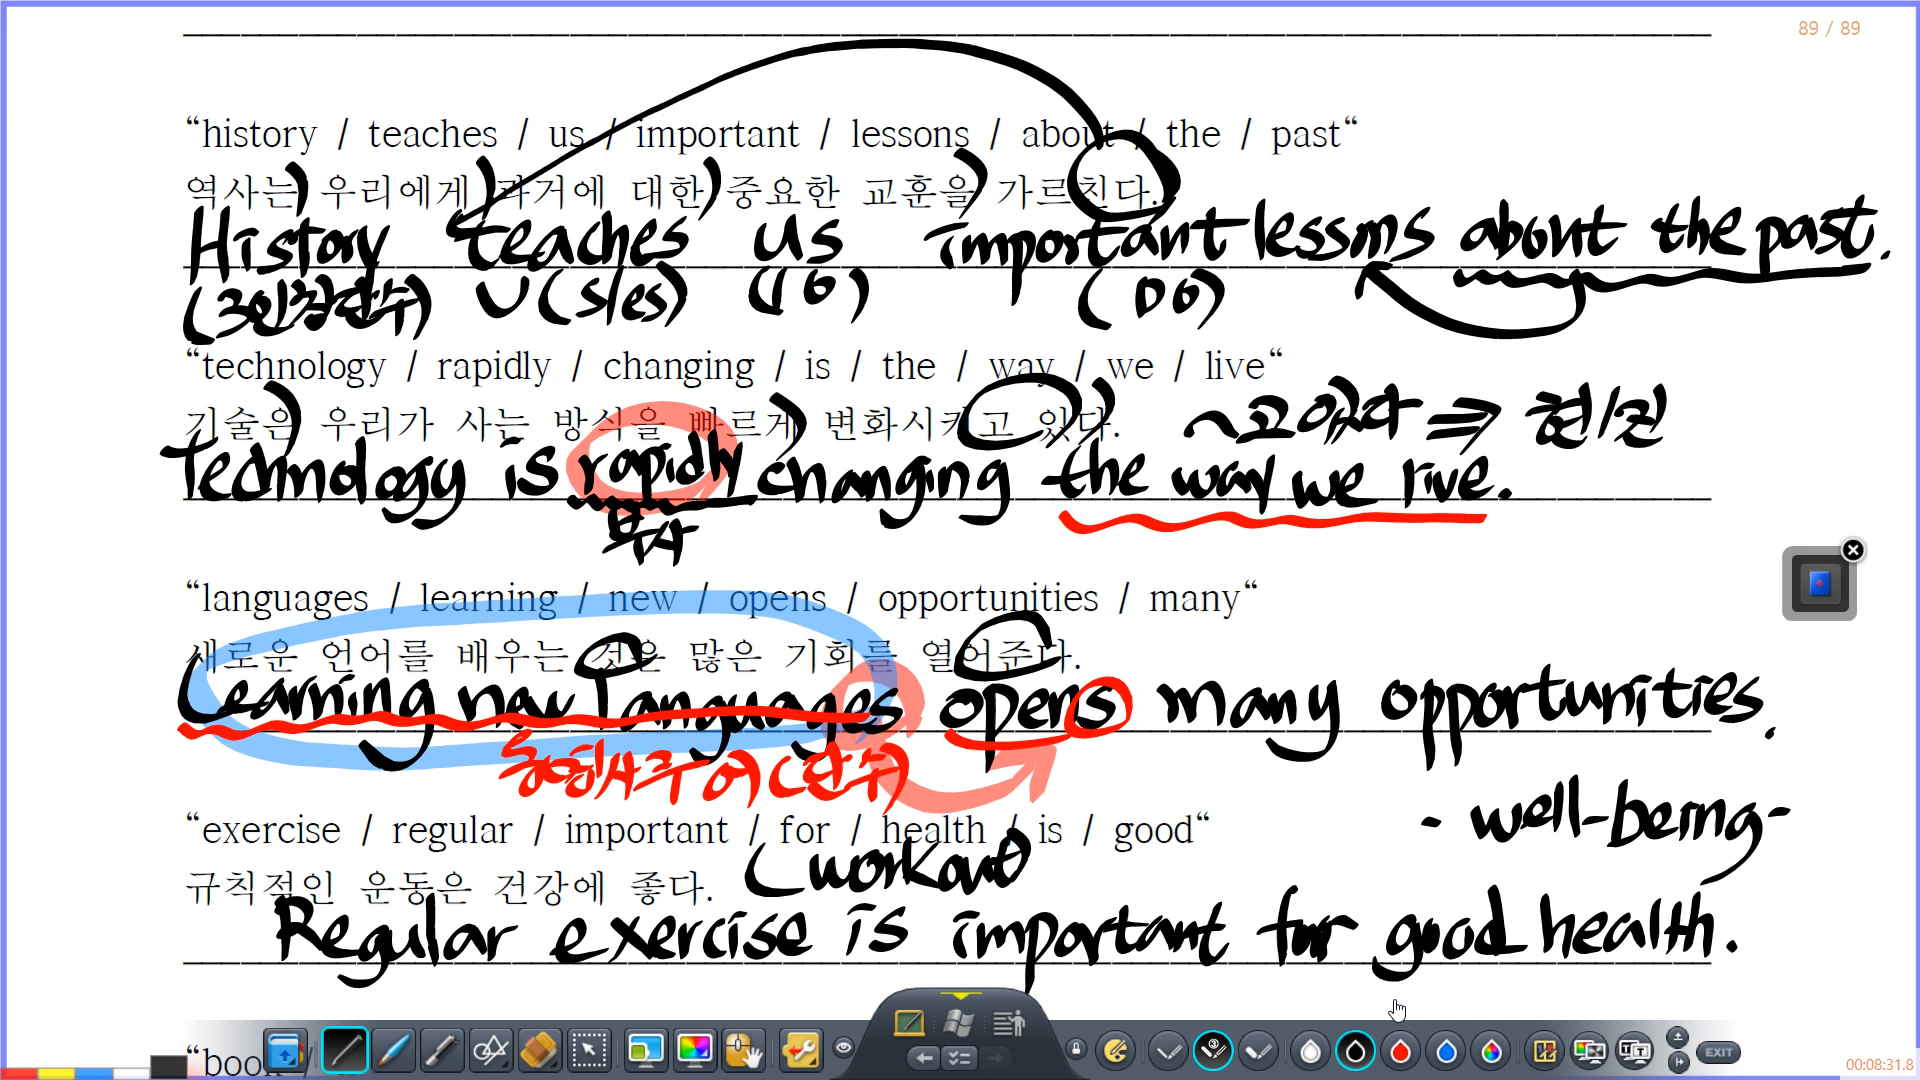 89 / 89
“history / teaches / us / important / lessons / about / the / past“
역사는 우리에게 과거에 대한 중요한 교훈을 가르친다.
History teaches us important lessons about the past.
(3인칭단수) V(s/es) (IO) (DO)
“technology / rapidly / changing / is / the / way / we / live“
기술은 우리가 사는 방식을 빠르게 변화시키고 있다.
~고 있다 ⇒ 현/진
Technology is rapidly changing the way we live.
부사
“languages / learning / new / opens / opportunities / many“
새로운 언어를 배우는 것은 많은 기회를 열어준다.
Learning new languages opens many opportunities.
동명사주어(단수)
- well-being-
“exercise / regular / important / for / health / is / good“
규칙적인 운동은 건강에 좋다.
(workout
Regular exercise is important for good health.
“book /
EXIT
00:08:31.8